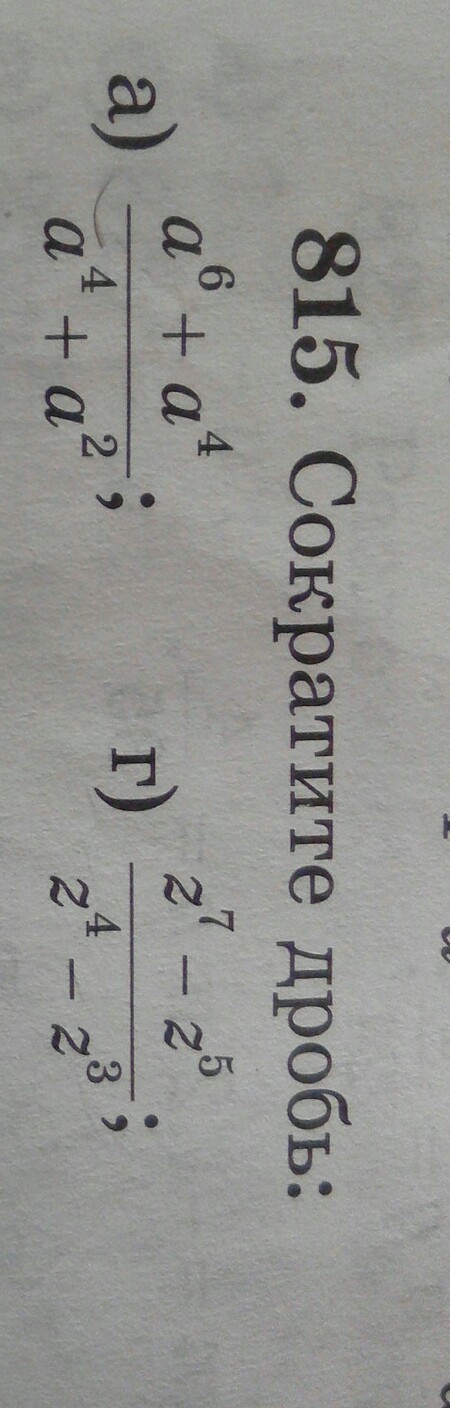 815. Сократите дробь:
а) (a⁶ + a⁴)/(a⁴ + a²); г) (z⁷ − z⁵)/(z⁴ − z³);